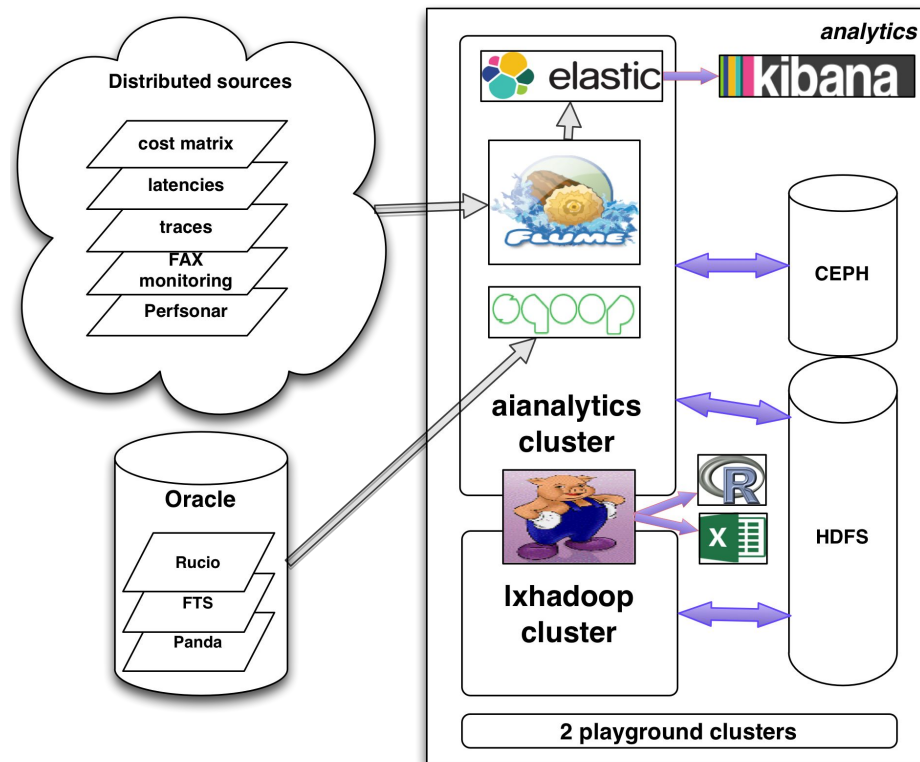 analytics
Distributed sources
cost matrix
latencies
traces
FAX
monitoring
Perfsonar
elastic
kibana
FLUME
sqoop
CEPH
aianalytics
cluster
Oracle
Rucio
FTS
Panda
R
X
HDFS
lxhadoop
cluster
2 playground clusters